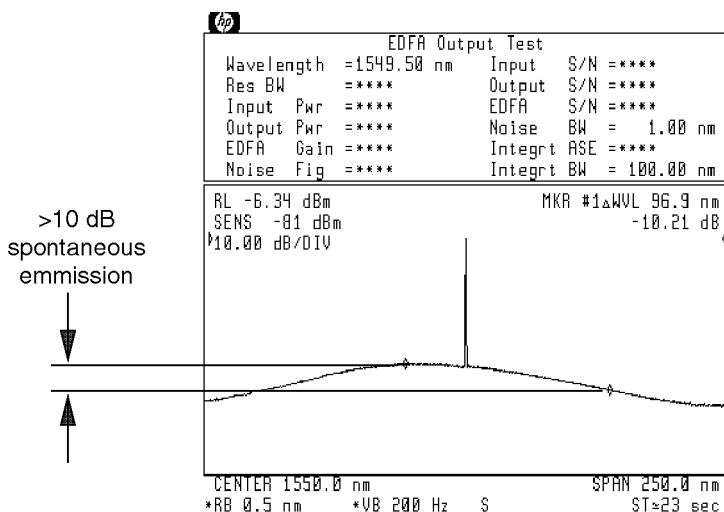 hp
EDFA Output Test
Wavelength =1549.50 nm Input S/N =****
Res BW =**** Output S/N =****
Input Pwr =**** EDFA S/N =****
Output Pwr =**** Noise BW = 1.00 nm
EDFA Gain =**** Integrt ASE =****
Noise Fig =**** Integrt BW = 100.00 nm
RL -6.34 dBm MKR #1△WVL 96.9 nm
SENS -81 dBm -10.21 dB
10.00 dB/DIV
>10 dB
spontaneous
emmission
CENTER 1550.0 nm SPAN 250.0 nm
*RB 0.5 nm *VB 200 Hz S ST≃23 sec